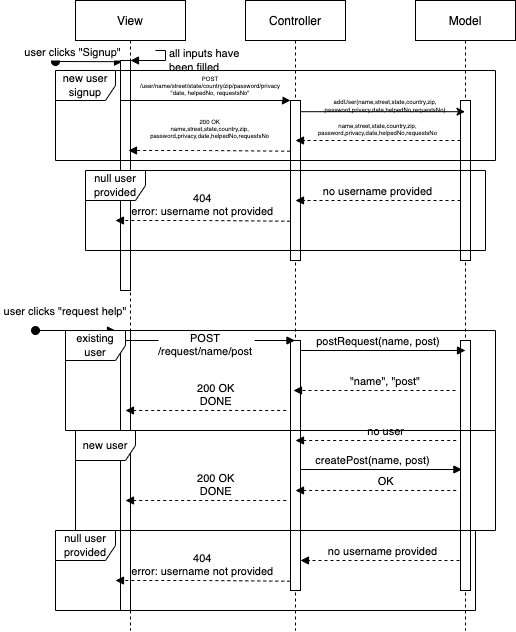 View
Controller
Model
user clicks "Signup"
all inputs have
been filled
new user
signup
POST
/user/name/street/state/country/zip/password/privacy
"date, helpedNo, requestsNo"
addUser(name,street,state,country,zip,
password,privacy,date,helpedNo,requestsNo)
200 OK
name,street,state,country,zip,
password,privacy,date,helpedNo,requestsNo
name,street,state,country,zip,
password,privacy,date,helpedNo,requestsNo
null user
provided
404
error: username not provided
no username provided
user clicks "request help"
existing
user
POST
/request/name/post
postRequest(name, post)
"name", "post"
200 OK
DONE
no user
new user
createPost(name, post)
OK
200 OK
DONE
null user
provided
no username provided
404
error: username not provided